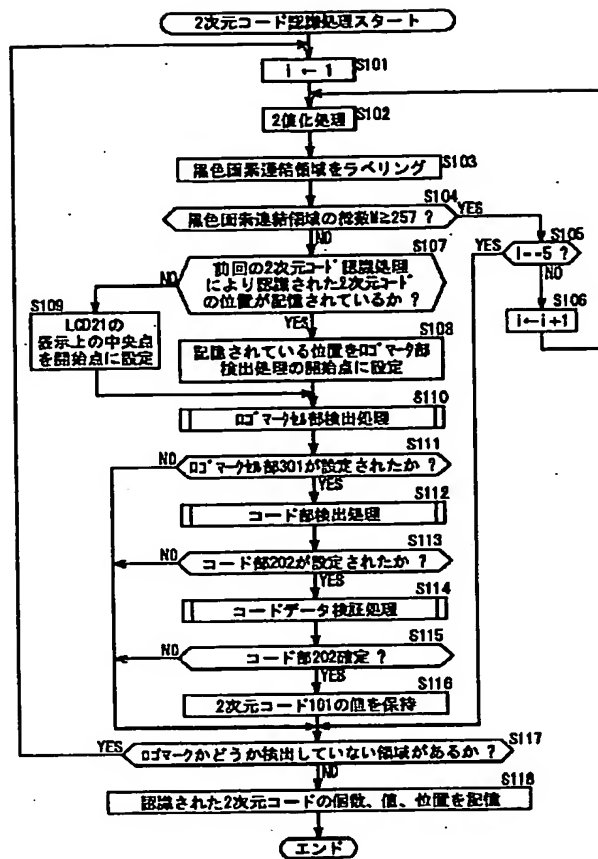 2次元コード認識処理スタート
i ← 1
S101
2値化処理
S102
黒色画素連結領域をラベリング
S103
黒色画素連結領域の総数N≧257 ?
S104
YES
NO
i==5 ?
S105
YES
NO
i←i+1
S106
前回の2次元コード認識処理
により認識された2次元コード
の位置が記憶されているか ?
S107
NO
YES
S109
LCD21の
表示上の中央点
を開始点に設定
記憶されている位置をロゴマーク部
検出処理の開始点に設定
S108
ロゴマークセル部検出処理
S110
ロゴマークセル部301が設定されたか ?
S111
NO
YES
コード部検出処理
S112
コード部202が設定されたか ?
S113
NO
YES
コードデータ検証処理
S114
コード部202確定 ?
S115
NO
YES
2次元コード101の値を保持
S116
ロゴマークかどうか検出していない領域があるか ?
S117
YES
NO
認識された2次元コードの個数、値、位置を記憶
S118
エンド